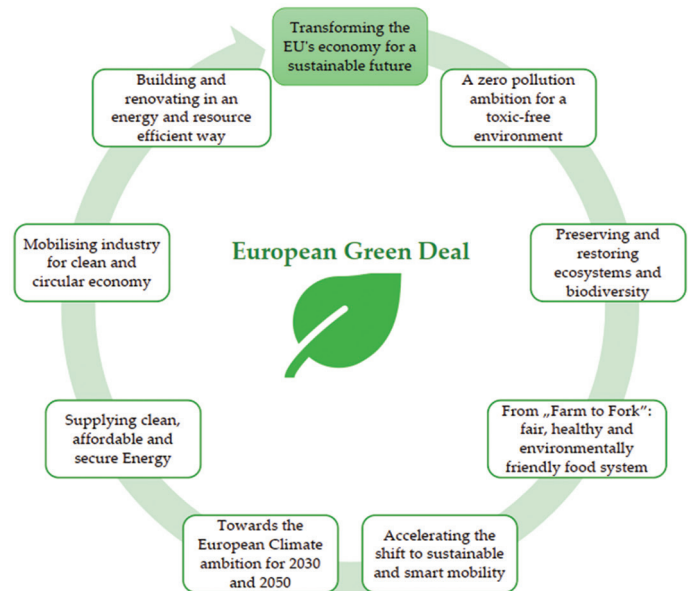 Transforming the
EU's economy for a
sustainable future
A zero pollution
ambition for a
toxic-free
environment
Preserving and
restoring
ecosystems and
biodiversity
From „Farm to Fork”:
fair, healthy and
environmentally
friendly food system
Accelerating the
shift to sustainable
and smart mobility
Towards the
European Climate
ambition for 2030
and 2050
Supplying clean,
affordable and
secure Energy
Mobilising industry
for clean and
circular economy
Building and
renovating in an
energy and resource
efficient way
European Green Deal